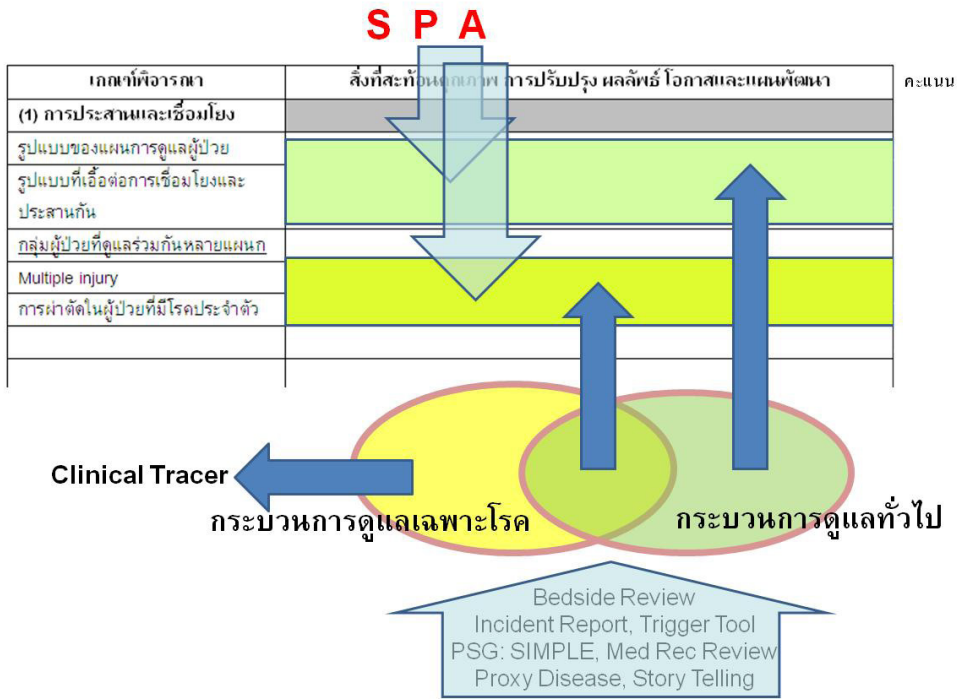 S P A
เกณฑ์พิจารณา
สิ่งที่สะท้อนคุณภาพ การปรับปรุง ผลลัพธ์ โอกาสและแผนพัฒนา
คะแนน
(1) การประสานและเชื่อมโยง
รูปแบบของแผนการดูแลผู้ป่วย
รูปแบบที่เอื้อต่อการเชื่อมโยงและ
ประสานกัน
กลุ่มผู้ป่วยที่ดูแลร่วมกันหลายแผนก
Multiple injury
การผ่าตัดในผู้ป่วยที่มีโรคประจำตัว
Clinical Tracer
กระบวนการดูแลเฉพาะโรค
กระบวนการดูแลทั่วไป
Bedside Review
Incident Report, Trigger Tool
PSG: SIMPLE, Med Rec Review
Proxy Disease, Story Telling